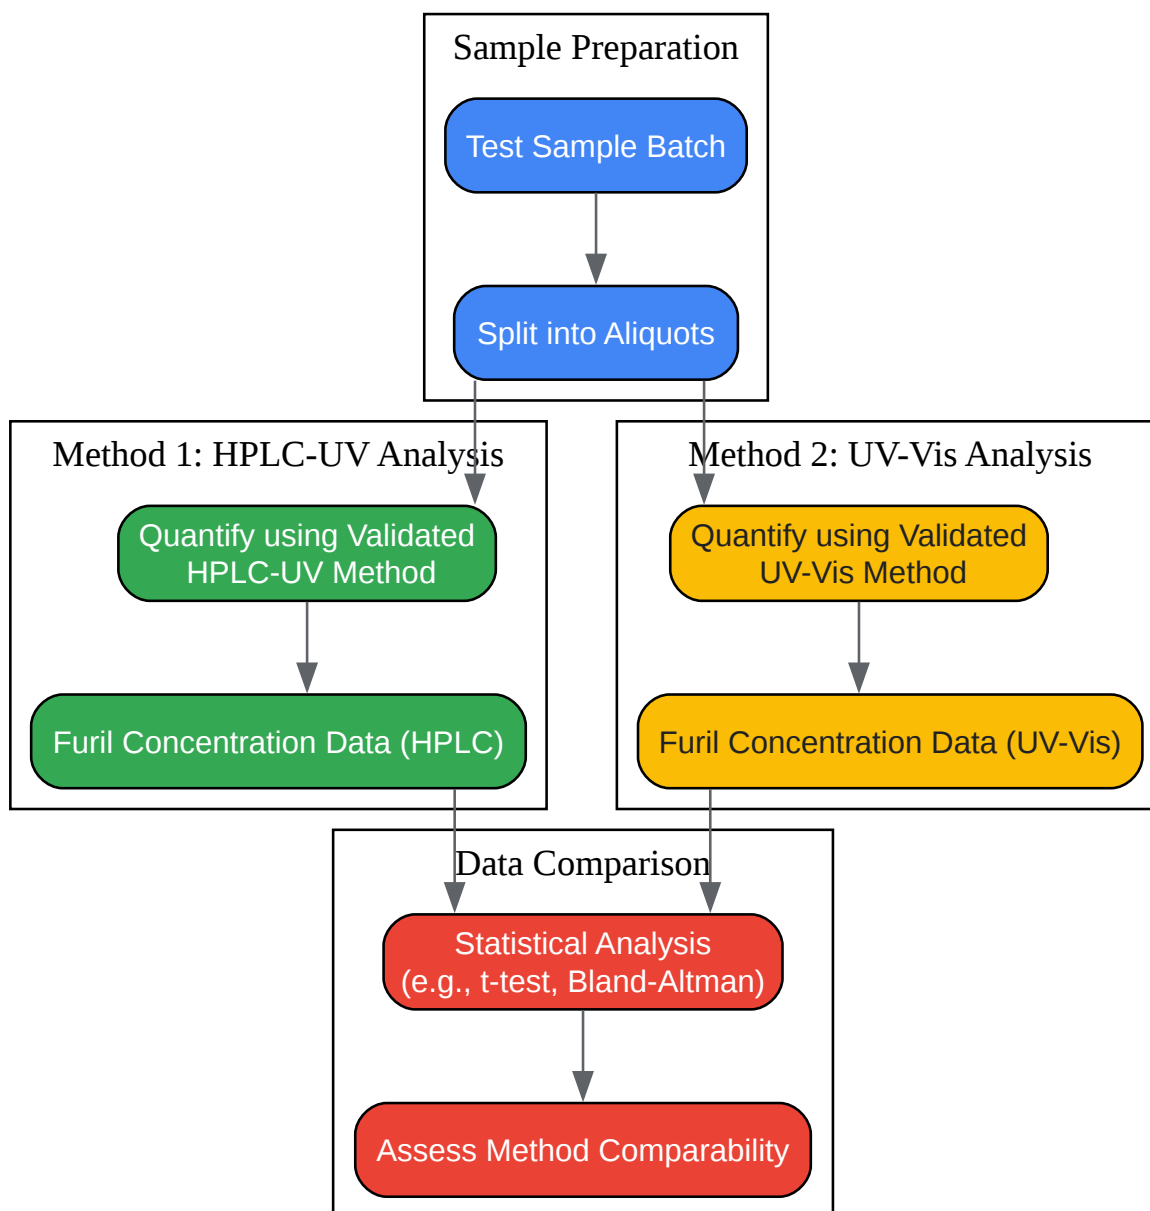 Sample Preparation
Test Sample Batch
Split into Aliquots
Method 1: HPLC-UV Analysis
Quantify using Validated
HPLC-UV Method
Furil Concentration Data (HPLC)
Method 2: UV-Vis Analysis
Quantify using Validated
UV-Vis Method
Furil Concentration Data (UV-Vis)
Data Comparison
Statistical Analysis
(e.g., t-test, Bland-Altman)
Assess Method Comparability